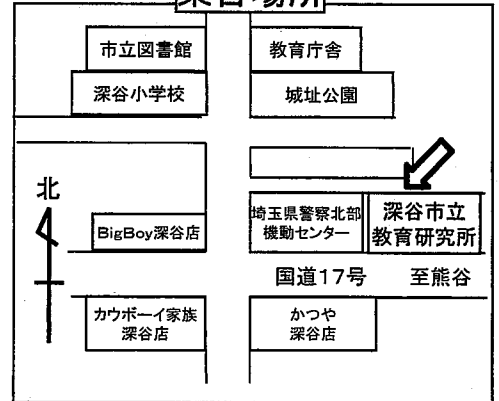 集合場所
市立図書館
教育庁舎
深谷小学校
城址公園
北
埼玉県警察北部
機動センター
深谷市立
教育研究所
BigBoy深谷店
国道17号
至熊谷
カウボーイ家族
深谷店
かつや
深谷店